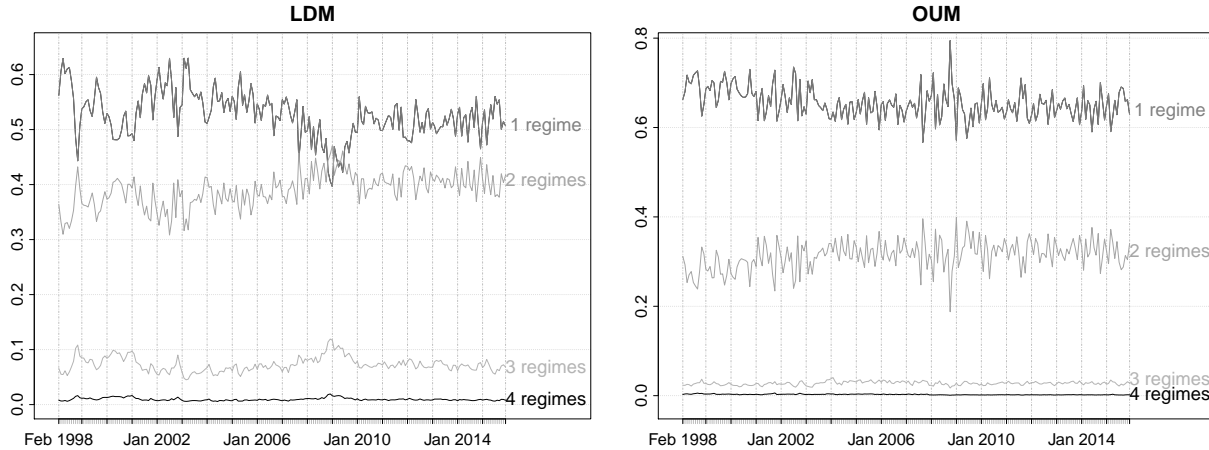 LDM
0.6
0.5
0.4
0.3
0.2
0.1
0.0
1 regime
2 regimes
3 regimes
4 regimes
Feb 1998 Jan 2002 Jan 2006 Jan 2010 Jan 2014
OUM
0.8
0.6
0.4
0.2
0.0
1 regime
2 regimes
3 regimes
4 regimes
Feb 1998 Jan 2002 Jan 2006 Jan 2010 Jan 2014